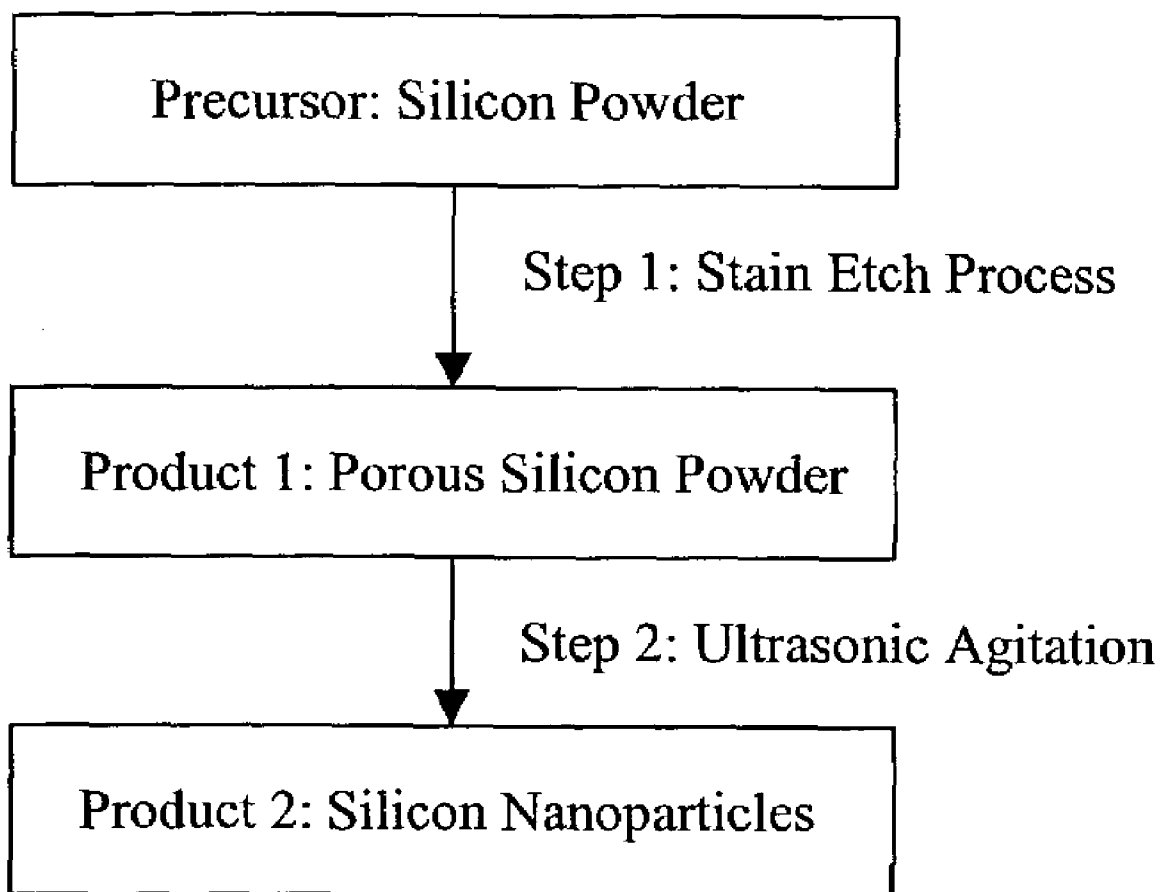 Precursor: Silicon Powder
Step 1: Stain Etch Process
Product 1: Porous Silicon Powder
Step 2: Ultrasonic Agitation
Product 2: Silicon Nanoparticles